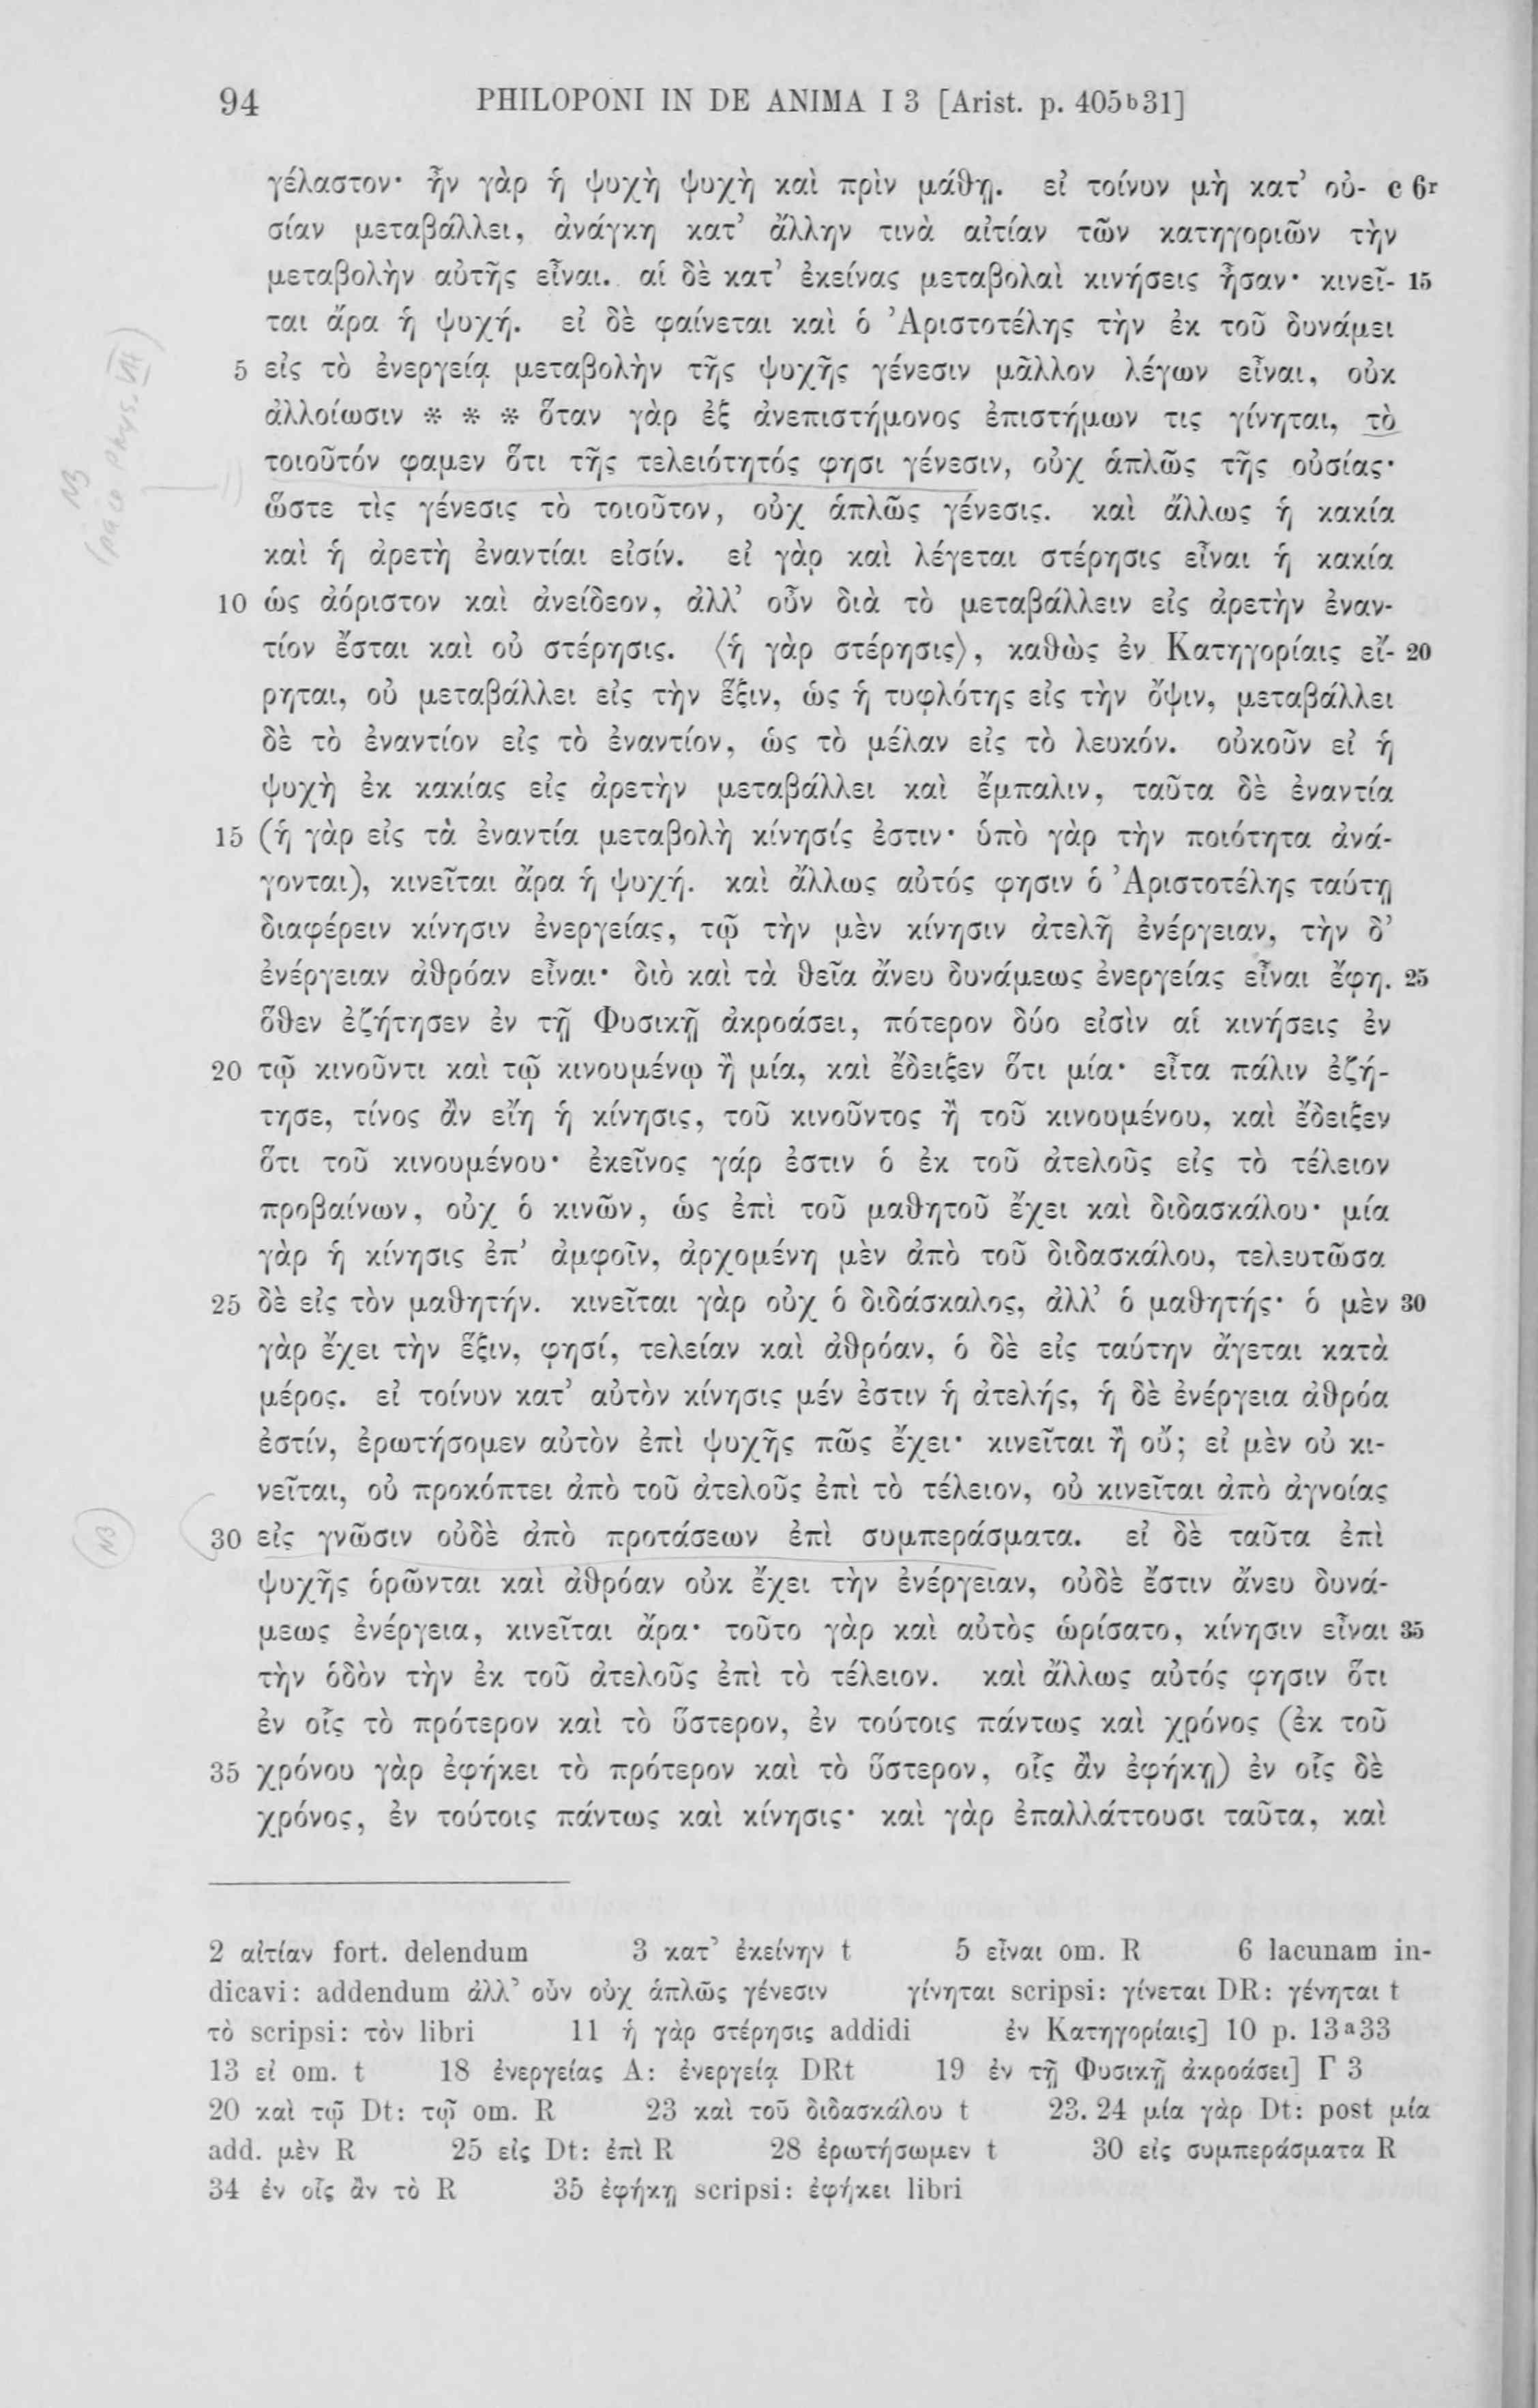 94 PHILOPONI IN DE ANIMA I 3 [Arist. p. 405b31]
γέλαστον· ἦν γὰρ ἡ ψυχὴ ψυχὴ καὶ πρὶν μάθῃ. εἰ τοίνυν μὴ κατ’ οὐ- c 6r
σίαν μεταβάλλει, ἀνάγκη κατ’ ἄλλην τινὰ αἰτίαν τῶν κατηγοριῶν τὴν
μεταβολὴν αὐτῆς εἶναι. αἱ δὲ κατ’ ἐκείνας μεταβολαὶ κινήσεις ἦσαν· κινεῖ- 15
ται ἄρα ἡ ψυχή. εἰ δὲ φαίνεται καὶ ὁ Ἀριστοτέλης τὴν ἐκ τοῦ δυνάμει
5 εἰς τὸ ἐνεργείᾳ μεταβολὴν τῆς ψυχῆς γένεσιν μᾶλλον λέγων εἶναι, οὐκ
ἀλλοίωσιν * * * ὅταν γὰρ ἐξ ἀνεπιστήμονος ἐπιστήμων τις γίνηται, τὸ
τοιοῦτόν φαμεν ὅτι τῆς τελειότητός φησι γένεσιν, οὐχ ἁπλῶς τῆς οὐσίας·
ὥστε τὶς γένεσις τὸ τοιοῦτον, οὐχ ἁπλῶς γένεσις. καὶ ἄλλως ἡ κακία
καὶ ἡ ἀρετὴ ἐναντίαι εἰσίν. εἰ γὰρ καὶ λέγεται στέρησις εἶναι ἡ κακία
10 ὡς ἀόριστον καὶ ἀνείδεον, ἀλλ’ οὖν διὰ τὸ μεταβάλλειν εἰς ἀρετὴν ἐναν-
τίον ἔσται καὶ οὐ στέρησις. ⟨ἡ γὰρ στέρησις⟩, καθὼς ἐν Κατηγορίαις εἴ- 20
ρηται, οὐ μεταβάλλει εἰς τὴν ἕξιν, ὡς ἡ τυφλότης εἰς τὴν ὄψιν, μεταβάλλει
δὲ τὸ ἐναντίον εἰς τὸ ἐναντίον, ὡς τὸ μέλαν εἰς τὸ λευκόν. οὐκοῦν εἰ ἡ
ψυχὴ ἐκ κακίας εἰς ἀρετὴν μεταβάλλει καὶ ἔμπαλιν, ταῦτα δὲ ἐναντία
15 (ἡ γὰρ εἰς τὰ ἐναντία μεταβολὴ κίνησίς ἐστιν· ὑπὸ γὰρ τὴν ποιότητα ἀνά-
γονται), κινεῖται ἄρα ἡ ψυχή. καὶ ἄλλως αὐτός φησιν ὁ Ἀριστοτέλης ταύτῃ
διαφέρειν κίνησιν ἐνεργείας, τῷ τὴν μὲν κίνησιν ἀτελῆ ἐνέργειαν, τὴν δ’
ἐνέργειαν ἀθρόαν εἶναι· διὸ καὶ τὰ θεῖα ἄνευ δυνάμεως ἐνεργείας εἶναι ἔφη. 25
ὅθεν ἐζήτησεν ἐν τῇ Φυσικῇ ἀκροάσει, πότερον δύο εἰσὶν αἱ κινήσεις ἐν
20 τῷ κινοῦντι καὶ τῷ κινουμένῳ ἢ μία, καὶ ἔδειξεν ὅτι μία· εἶτα πάλιν ἐζή-
τησε, τίνος ἂν εἴη ἡ κίνησις, τοῦ κινοῦντος ἢ τοῦ κινουμένου, καὶ ἔδειξεν
ὅτι τοῦ κινουμένου· ἐκεῖνος γάρ ἐστιν ὁ ἐκ τοῦ ἀτελοῦς εἰς τὸ τέλειον
προβαίνων, οὐχ ὁ κινῶν, ὡς ἐπὶ τοῦ μαθητοῦ ἔχει καὶ διδασκάλου· μία
γὰρ ἡ κίνησις ἐπ’ ἀμφοῖν, ἀρχομένη μὲν ἀπὸ τοῦ διδασκάλου, τελευτῶσα
25 δὲ εἰς τὸν μαθητήν. κινεῖται γὰρ οὐχ ὁ διδάσκαλος, ἀλλ’ ὁ μαθητής· ὁ μὲν 30
γὰρ ἔχει τὴν ἕξιν, φησί, τελείαν καὶ ἀθρόαν, ὁ δὲ εἰς ταύτην ἄγεται κατὰ
μέρος. εἰ τοίνυν κατ’ αὐτὸν κίνησις μέν ἐστιν ἡ ἀτελής, ἡ δὲ ἐνέργεια ἀθρόα
ἐστίν, ἐρωτήσομεν αὐτὸν ἐπὶ ψυχῆς πῶς ἔχει· κινεῖται ἢ οὔ; εἰ μὲν οὐ κι-
νεῖται, οὐ προκόπτει ἀπὸ τοῦ ἀτελοῦς ἐπὶ τὸ τέλειον, οὐ κινεῖται ἀπὸ ἀγνοίας
30 εἰς γνῶσιν οὐδὲ ἀπὸ προτάσεων ἐπὶ συμπεράσματα. εἰ δὲ ταῦτα ἐπὶ
ψυχῆς ὁρῶνται καὶ ἀθρόαν οὐκ ἔχει τὴν ἐνέργειαν, οὐδὲ ἔστιν ἄνευ δυνά-
μεως ἐνέργεια, κινεῖται ἄρα· τοῦτο γὰρ καὶ αὐτὸς ὡρίσατο, κίνησιν εἶναι 35
τὴν ὁδὸν τὴν ἐκ τοῦ ἀτελοῦς ἐπὶ τὸ τέλειον. καὶ ἄλλως αὐτός φησιν ὅτι
ἐν οἷς τὸ πρότερον καὶ τὸ ὕστερον, ἐν τούτοις πάντως καὶ χρόνος (ἐκ τοῦ
35 χρόνου γὰρ ἐφήκει τὸ πρότερον καὶ τὸ ὕστερον, οἷς ἂν ἐφήκῃ) ἐν οἷς δὲ
χρόνος, ἐν τούτοις πάντως καὶ κίνησις· καὶ γὰρ ἐπαλλάττουσι ταῦτα, καὶ
NB
(pace Phys. VII)
NB
2 αἰτίαν fort. delendum 3 κατ’ ἐκείνην t 5 εἶναι om. R 6 lacunam in-
dicavi: addendum ἀλλ’ οὖν οὐχ ἁπλῶς γένεσιν γίνηται scripsi: γίνεται DR: γένηται t
τὸ scripsi: τὸν libri 11 ἡ γὰρ στέρησις addidi ἐν Κατηγορίαις] 10 p. 13a33
13 εἰ om. t 18 ἐνεργείας A: ἐνεργείᾳ DRt 19 ἐν τῇ Φυσικῇ ἀκροάσει] Γ 3
20 καὶ τῷ Dt: τῷ om. R 23 καὶ τοῦ διδασκάλου t 23. 24 μία γὰρ Dt: post μία
add. μὲν R 25 εἰς Dt: ἐπὶ R 28 ἐρωτήσωμεν t 30 εἰς συμπεράσματα R
34 ἐν οἷς ἂν τὸ R 35 ἐφήκῃ scripsi: ἐφήκει libri